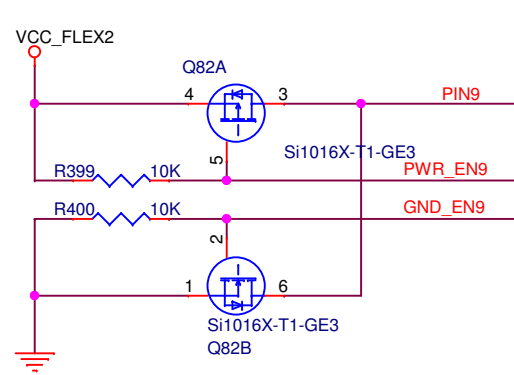 VCC_FLEX2
Q82A
4
3
PIN9
5
Si1016X-T1-GE3
R399
10K
PWR_EN9
R400
10K
GND_EN9
2
1
6
Si1016X-T1-GE3
Q82B